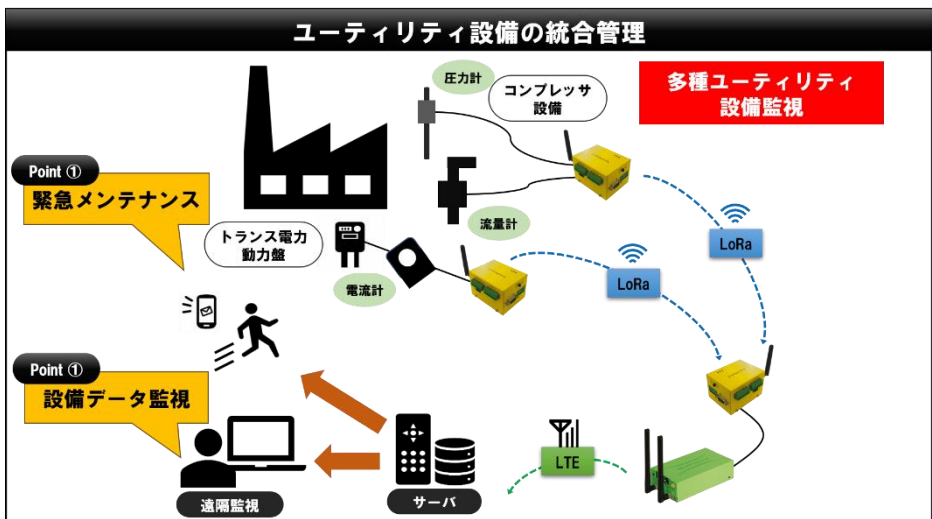 ユーティリティ設備の統合管理
多種ユーティリティ
設備監視
圧力計
コンプレッサ
設備
Point ①
緊急メンテナンス
流量計
トランス電力
動力盤
電流計
LoRa
LoRa
Point ①
設備データ監視
LTE
遠隔監視
サーバ